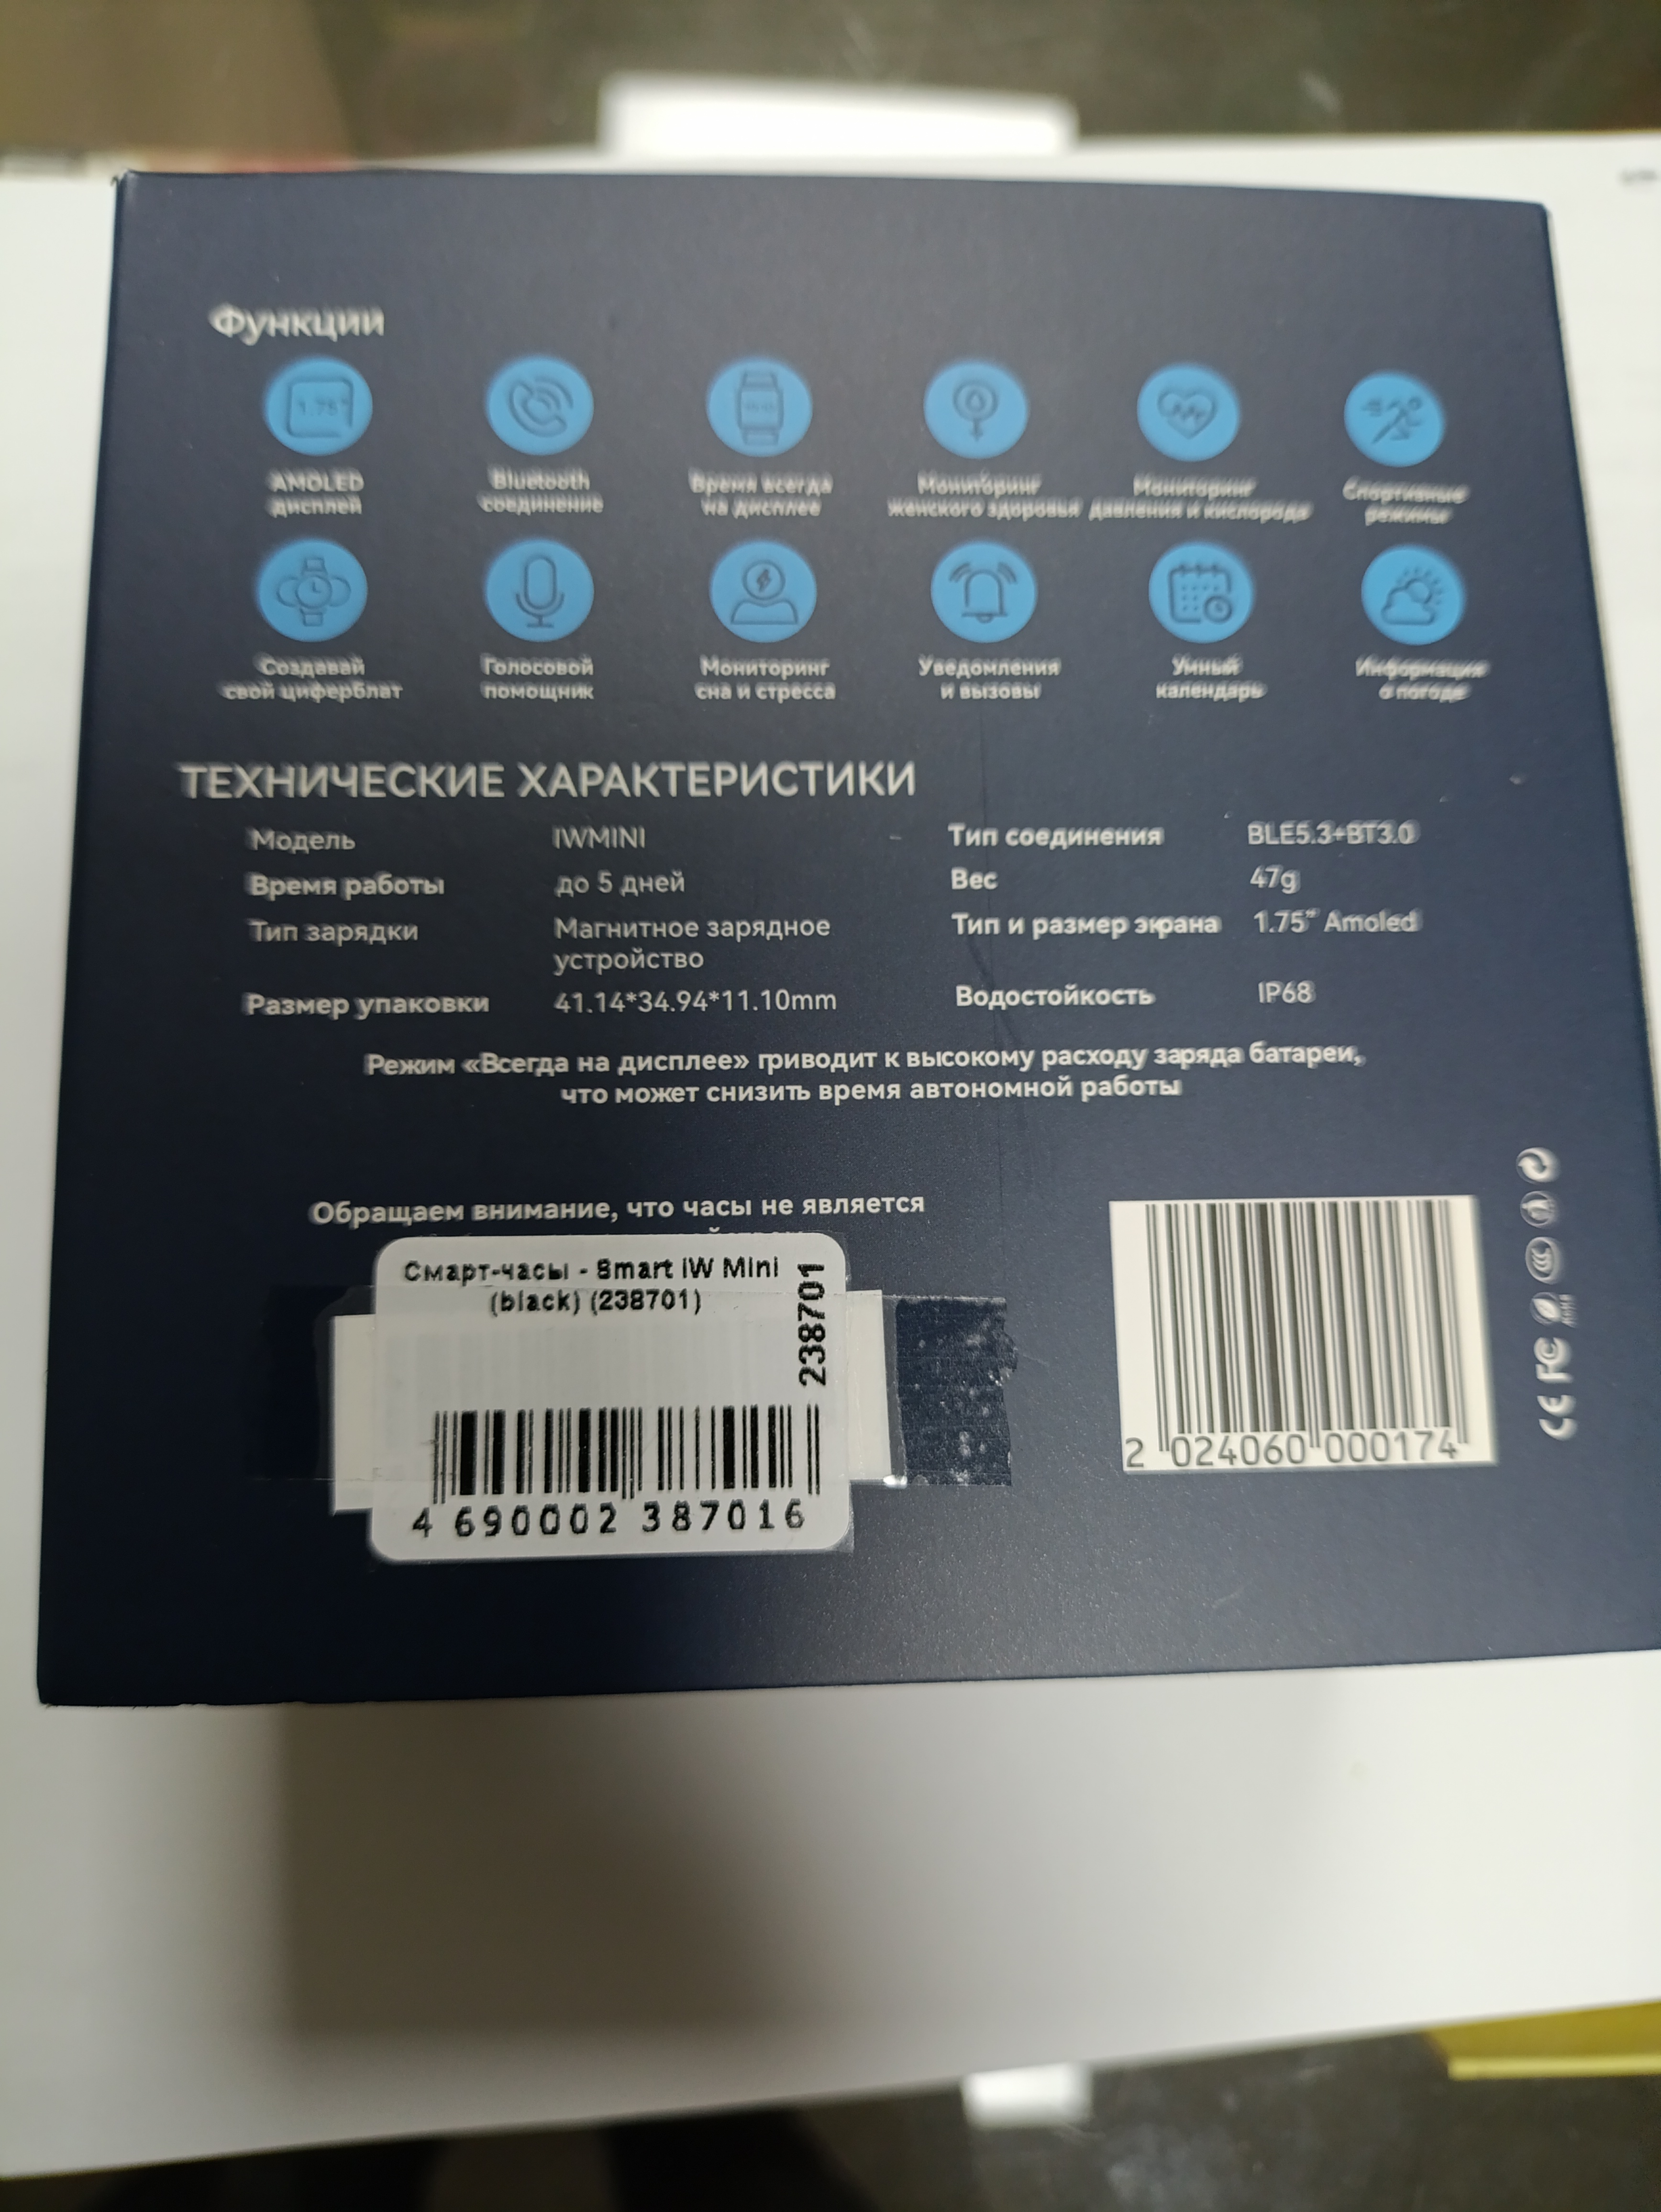 Функции
1.75"
AMOLED
дисплей
Bluetooth
соединение
Время всегда
на дисплее
Мониторинг
женского здоровья
Мониторинг
давления и кислорода
Спортивные
режимы
Создавай
свой циферблат
Голосовой
помощник
Мониторинг
сна и стресса
Уведомления
и вызовы
Умный
календарь
Информация
о погоде
ТЕХНИЧЕСКИЕ ХАРАКТЕРИСТИКИ
Модель IWMINI
Время работы до 5 дней
Тип зарядки Магнитное зарядное
устройство
Размер упаковки 41.14*34.94*11.10mm
Тип соединения BLE5.3+BT3.0
Вес 47g
Тип и размер экрана 1.75" Amoled
Водостойкость IP68
Режим «Всегда на дисплее» приводит к высокому расходу заряда батареи,
что может снизить время автономной работы
Обращаем внимание, что часы не является
Смарт-часы - Smart IW Mini
(black) (238701)
238701
4 690002 387016
2 024060 000174
CE FC